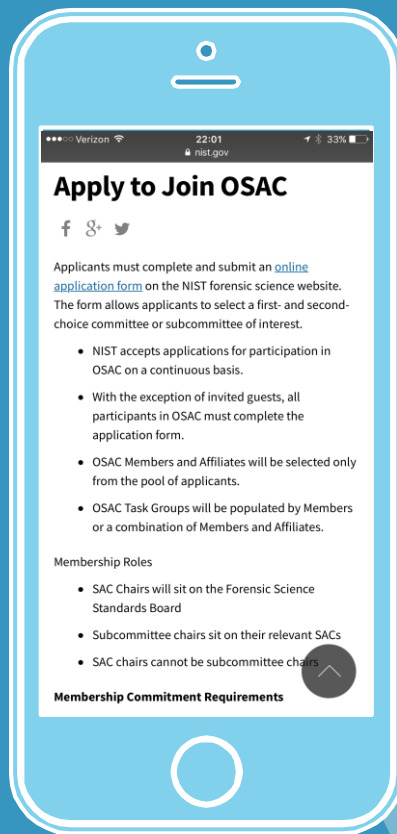 Verizon 22:01 33%
nist.gov
Apply to Join OSAC
f g+
Applicants must complete and submit an online
application form on the NIST forensic science website.
The form allows applicants to select a first- and second-
choice committee or subcommittee of interest.
• NIST accepts applications for participation in
OSAC on a continuous basis.
• With the exception of invited guests, all
participants in OSAC must complete the
application form.
• OSAC Members and Affiliates will be selected only
from the pool of applicants.
• OSAC Task Groups will be populated by Members
or a combination of Members and Affiliates.
Membership Roles
• SAC Chairs will sit on the Forensic Science
Standards Board
• Subcommittee chairs sit on their relevant SACs
• SAC chairs cannot be subcommittee chairs
Membership Commitment Requirements